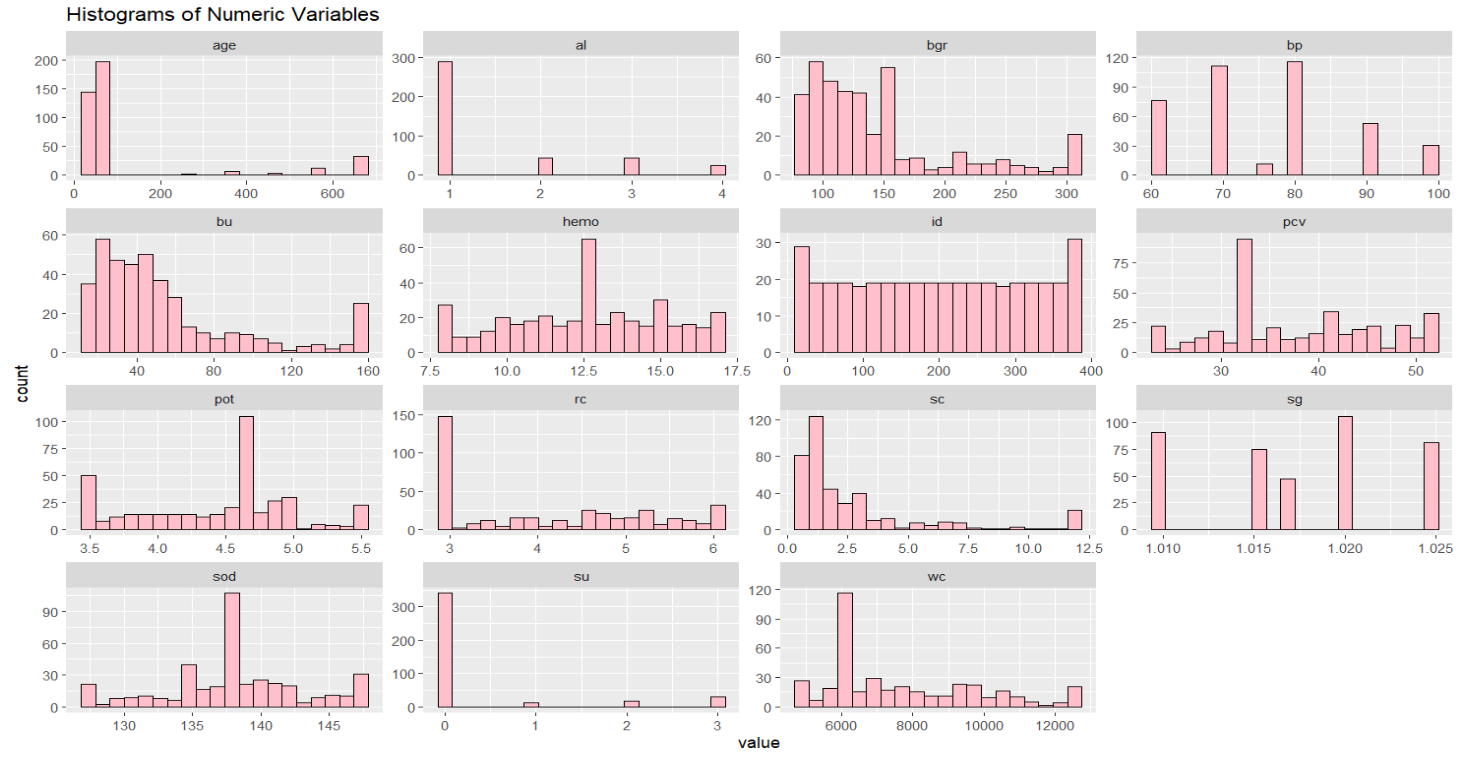 Histograms of Numeric Variables
age al bgr bp
200 300 60 120
150 200 40 90
100 60
50 100 20 30
0 0 0 0
0 200 400 600 1 2 3 4 100 150 200 250 300 60 70 80 90 100
bu hemo id pcv
60 60 30 75
40 40 20 50
20 20 10 25
0 0 0 0
40 80 120 160 7.5 10.0 12.5 15.0 17.5 0 100 200 300 400 30 40 50
count
pot rc sc sg
100 150 120 100
75 100 80 75
50 50
25 50 40 25
0 0 0 0
3.5 4.0 4.5 5.0 5.5 3 4 5 6 0.0 2.5 5.0 7.5 10.0 12.5 1.010 1.015 1.020 1.025
sod su wc
90 300 120
60 200 90
60
30 100 30
0 0 0
130 135 140 145 0 1 2 3 6000 8000 10000 12000
value